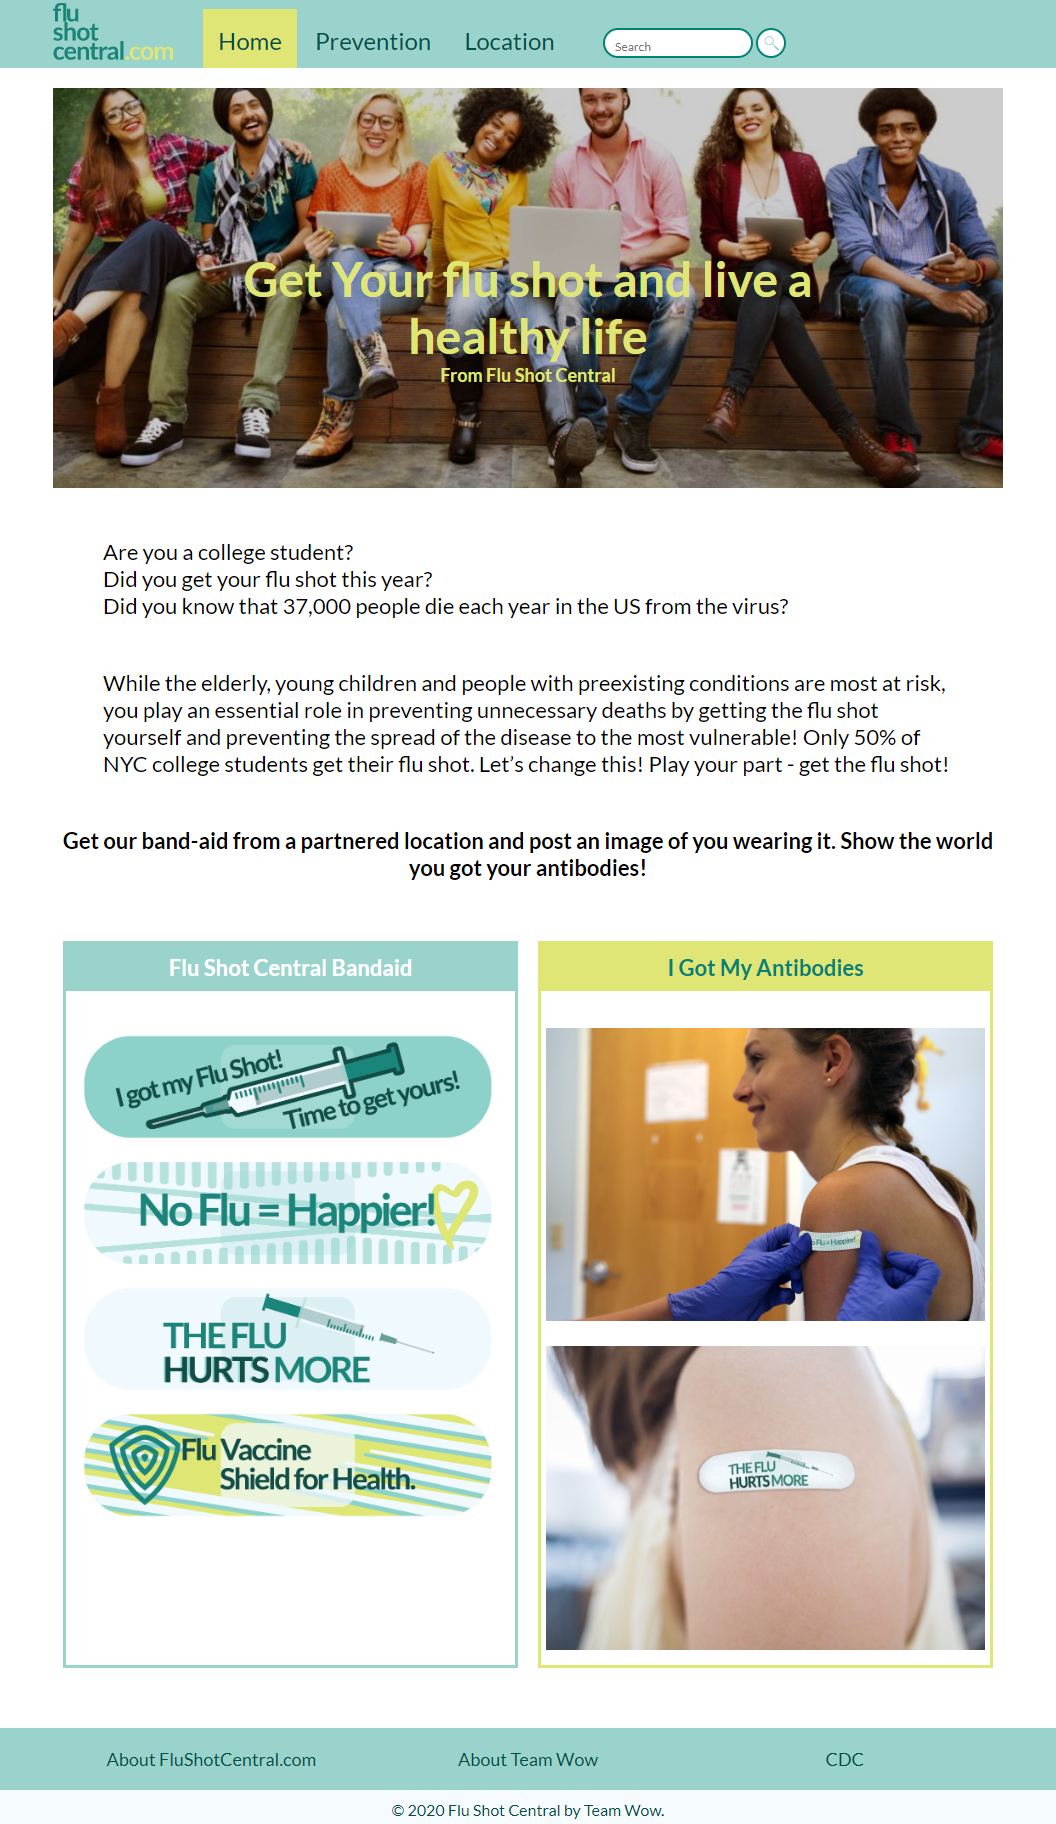 flu
shot
central.com
Home
Prevention
Location
Search
Get Your flu shot and live a
healthy life
From Flu Shot Central
Are you a college student?
Did you get your flu shot this year?
Did you know that 37,000 people die each year in the US from the virus?
While the elderly, young children and people with preexisting conditions are most at risk,
you play an essential role in preventing unnecessary deaths by getting the flu shot
yourself and preventing the spread of the disease to the most vulnerable! Only 50% of
NYC college students get their flu shot. Let's change this! Play your part - get the flu shot!
Get our band-aid from a partnered location and post an image of you wearing it. Show the world
you got your antibodies!
Flu Shot Central Bandaid
I got my Flu Shot!
Time to get yours!
No Flu = Happier!
THE FLU
HURTS MORE
Flu Vaccine
Shield for Health.
I Got My Antibodies
o Flu = Happier!
THE FLU
HURTS MORE
About FluShotCentral.com
About Team Wow
CDC
© 2020 Flu Shot Central by Team Wow.